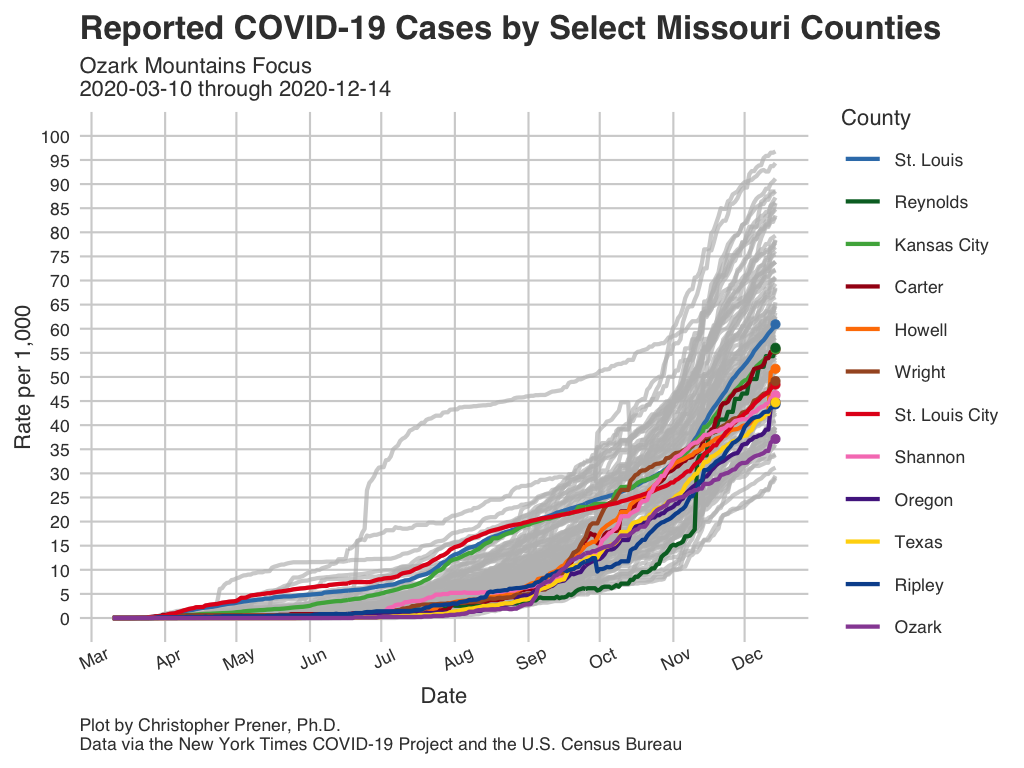 Reported COVID-19 Cases by Select Missouri Counties
Ozark Mountains Focus
2020-03-10 through 2020-12-14
County
St. Louis
Reynolds
Kansas City
Carter
Howell
Wright
St. Louis City
Shannon
Oregon
Texas
Ripley
Ozark
Rate per 1,000
100
95
90
85
80
75
70
65
60
55
50
45
40
35
30
25
20
15
10
5
0
Mar
Apr
May
Jun
Jul
Aug
Sep
Oct
Nov
Dec
Date
Plot by Christopher Prener, Ph.D.
Data via the New York Times COVID-19 Project and the U.S. Census Bureau